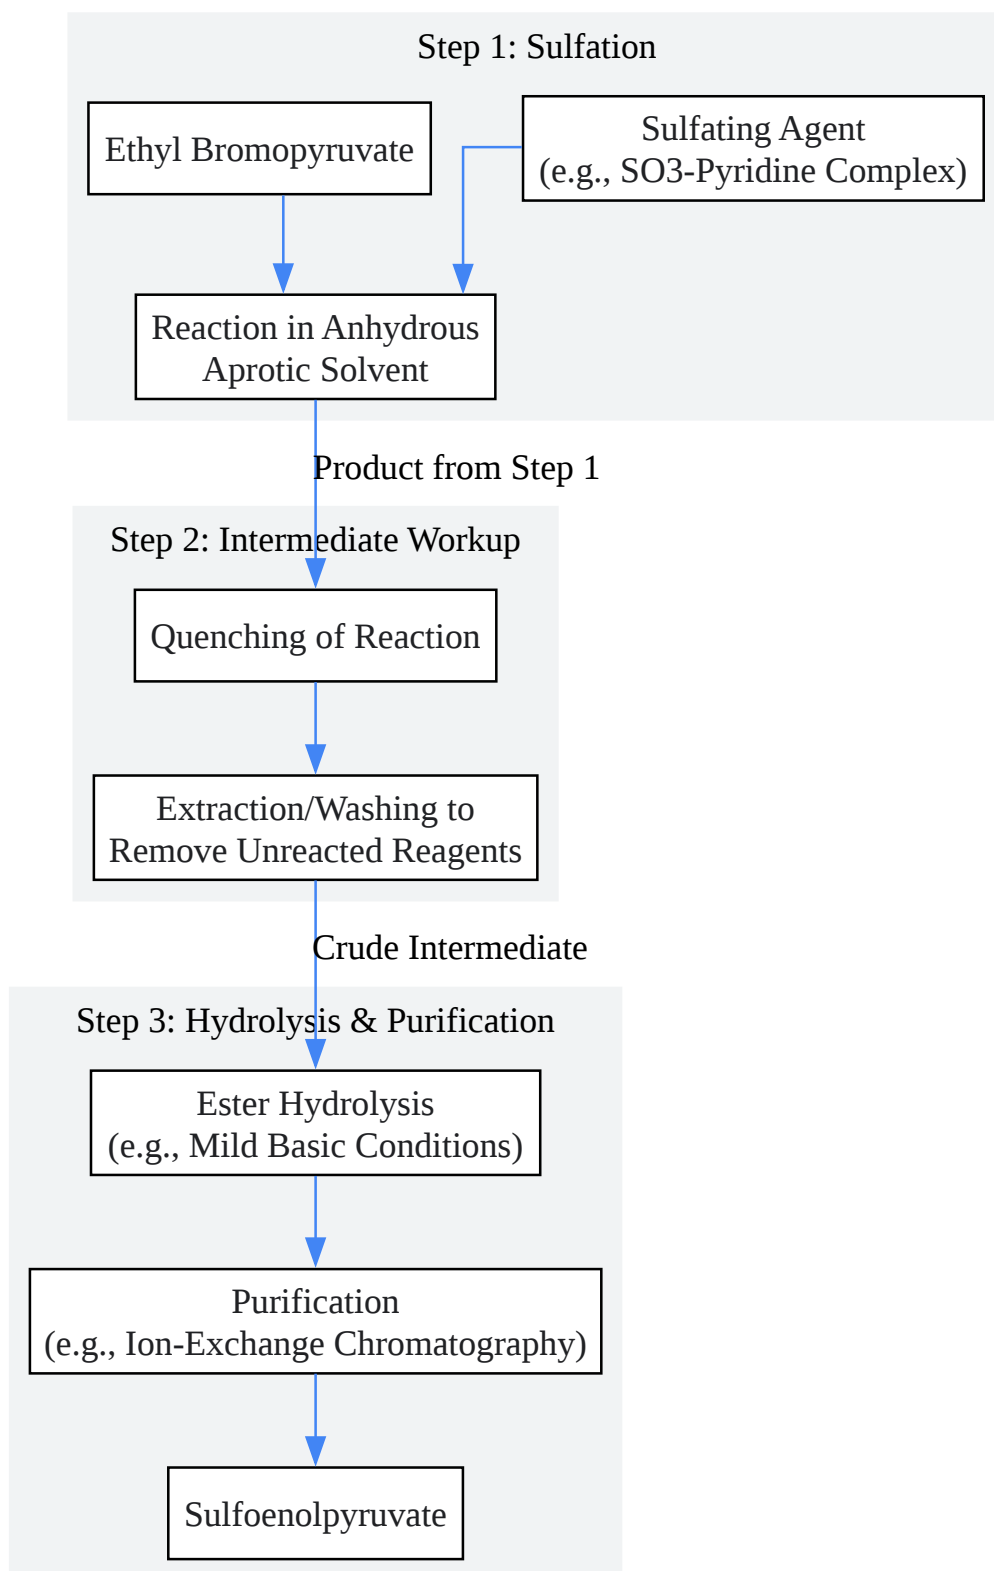 Step 1: Sulfation
Ethyl Bromopyruvate
Sulfating Agent
(e.g., SO3-Pyridine Complex)
Reaction in Anhydrous
Aprotic Solvent
Product from Step 1
Step 2: Intermediate Workup
Quenching of Reaction
Extraction/Washing to
Remove Unreacted Reagents
Crude Intermediate
Step 3: Hydrolysis & Purification
Ester Hydrolysis
(e.g., Mild Basic Conditions)
Purification
(e.g., Ion-Exchange Chromatography)
Sulfoenolpyruvate